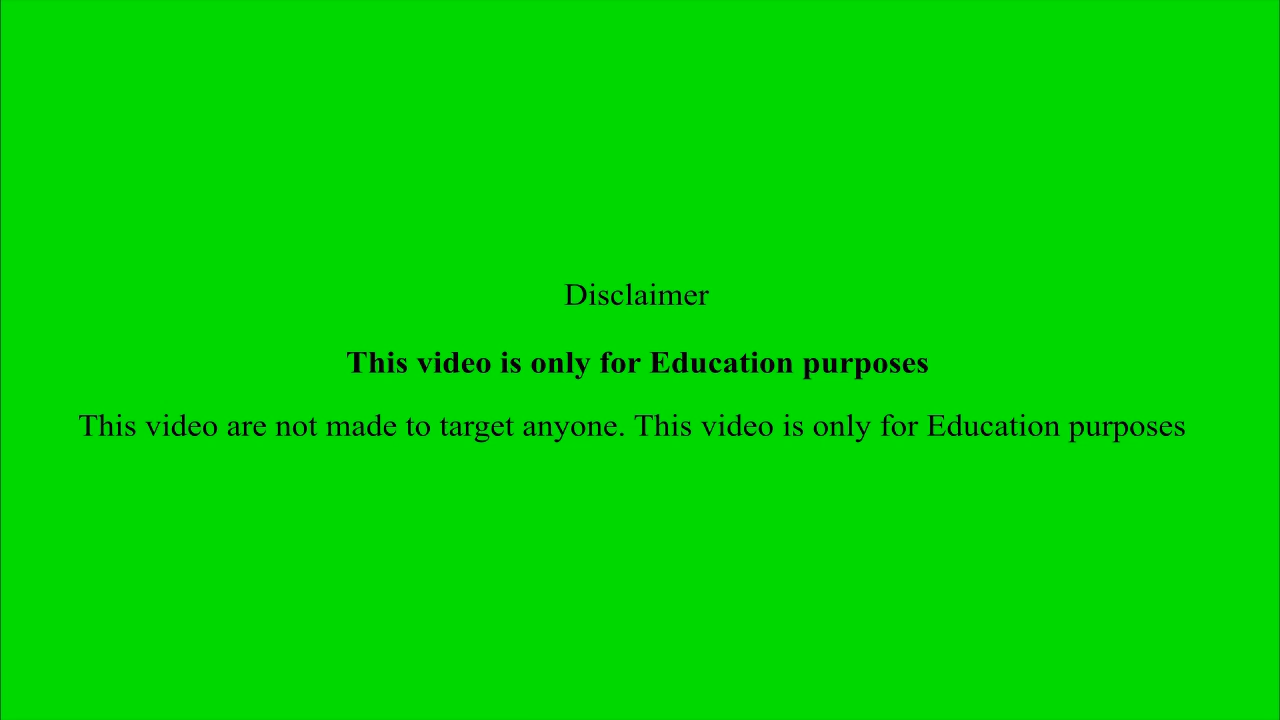 Disclaimer
This video is only for Education purposes
This video are not made to target anyone. This video is only for Education purposes